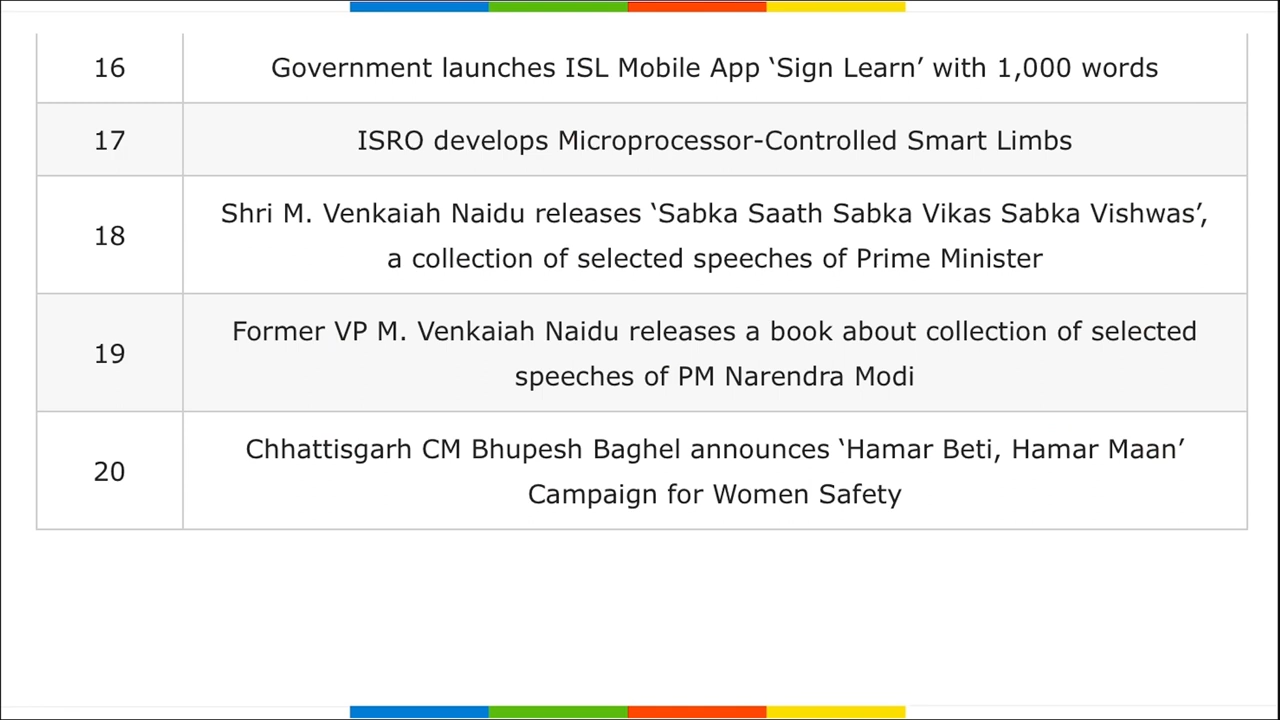 16
Government launches ISL Mobile App ‘Sign Learn’ with 1,000 words
17
ISRO develops Microprocessor-Controlled Smart Limbs
18
Shri M. Venkaiah Naidu releases ‘Sabka Saath Sabka Vikas Sabka Vishwas’,
a collection of selected speeches of Prime Minister
19
Former VP M. Venkaiah Naidu releases a book about collection of selected
speeches of PM Narendra Modi
20
Chhattisgarh CM Bhupesh Baghel announces ‘Hamar Beti, Hamar Maan’
Campaign for Women Safety